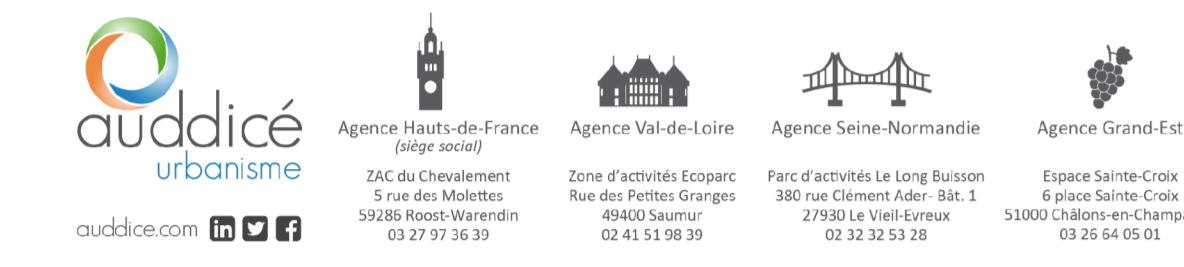 auddicé
urbanisme
auddice.com
Agence Hauts-de-France
(siège social)
ZAC du Chevalement
5 rue des Molettes
59286 Roost-Warendin
03 27 97 36 39
Agence Val-de-Loire
Zone d'activités Ecoparc
Rue des Petites Granges
49400 Saumur
02 41 51 98 39
Agence Seine-Normandie
Parc d'activités Le Long Buisson
380 rue Clément Ader- Bât. 1
27930 Le Vieil-Evreux
02 32 32 53 28
Agence Grand-Est
Espace Sainte-Croix
6 place Sainte-Croix
51000 Châlons-en-Champa
03 26 64 05 01